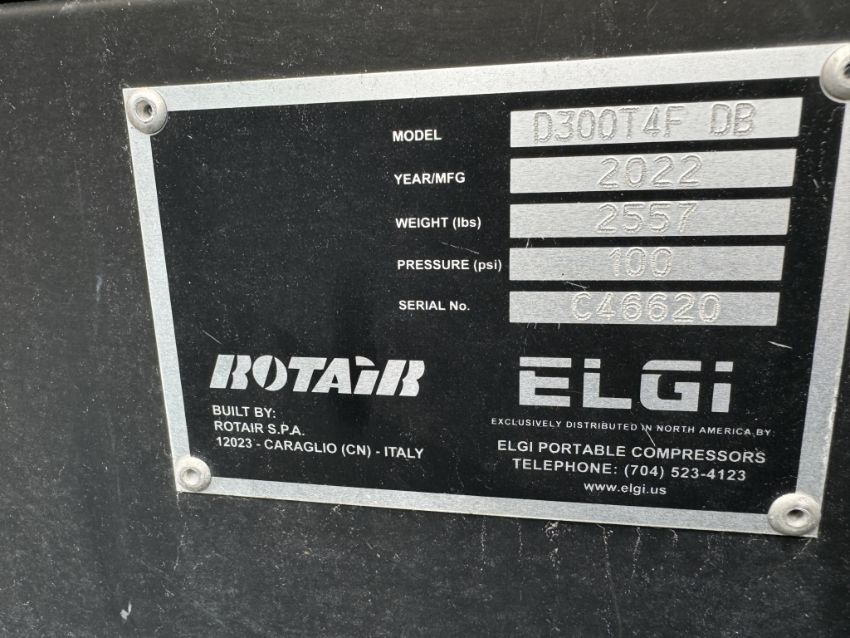 MODEL D300T4F DB
YEAR/MFG 2022
WEIGHT (lbs) 2557
PRESSURE (psi) 100
SERIAL No. C46620
ROTAiR
BUILT BY:
ROTAIR S.P.A.
12023 - CARAGLIO (CN) - ITALY
ELGi
EXCLUSIVELY DISTRIBUTED IN NORTH AMERICA BY:
ELGI PORTABLE COMPRESSORS
TELEPHONE: (704) 523-4123
www.elgi.us